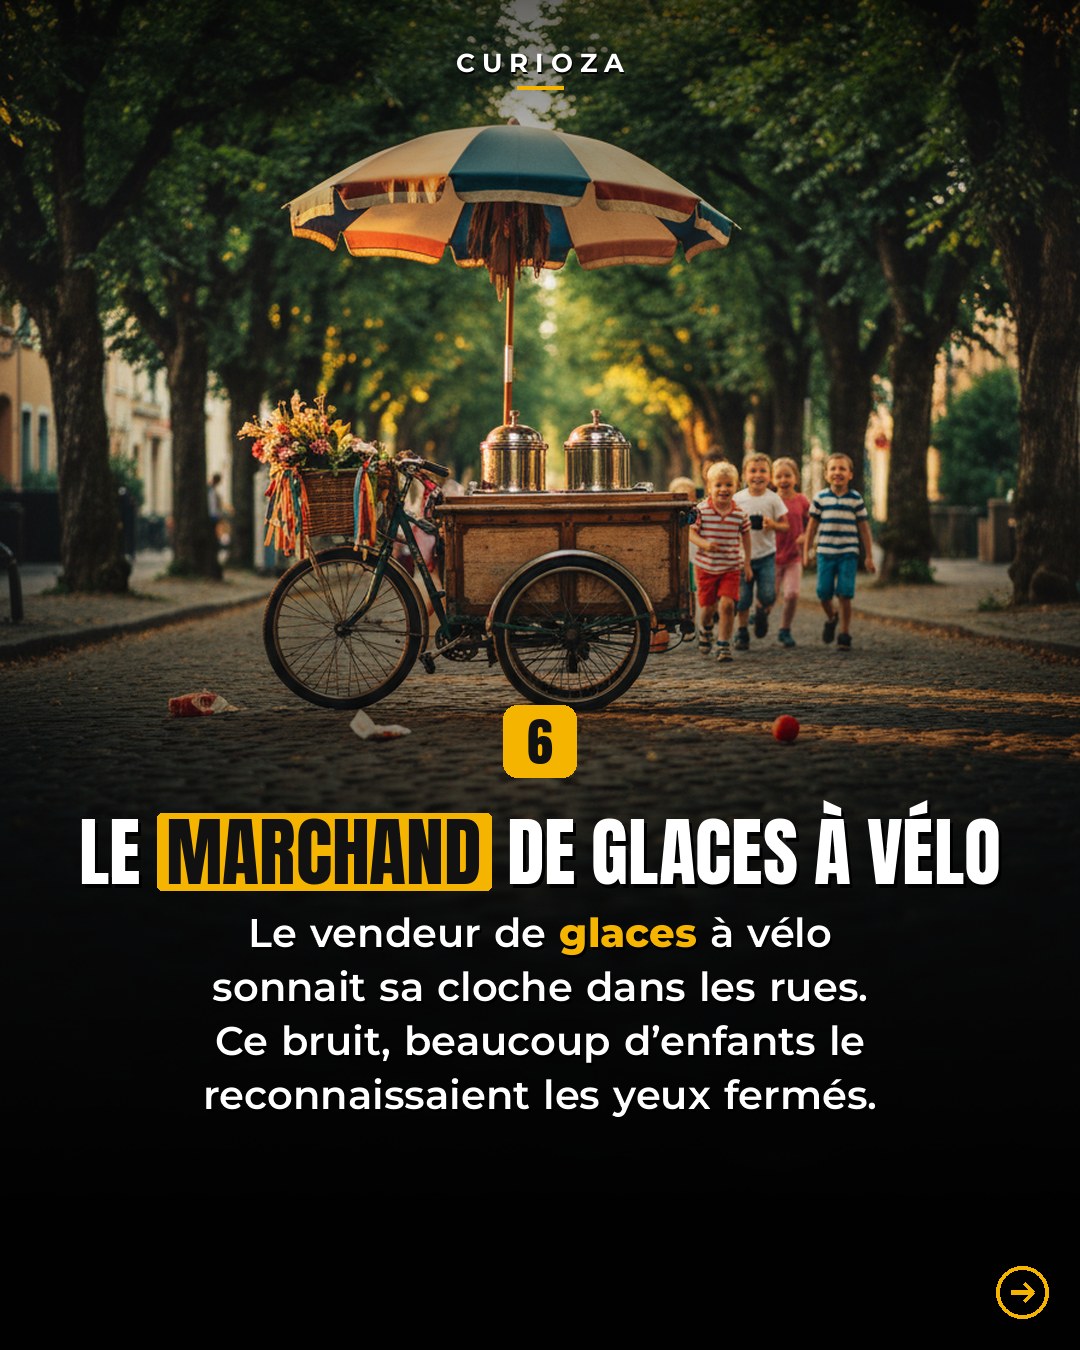 CURIOZA
6
LE MARCHAND DE GLACES À VÉLO
Le vendeur de glaces à vélo
sonnait sa cloche dans les rues.
Ce bruit, beaucoup d’enfants le
reconnaissaient les yeux fermés.